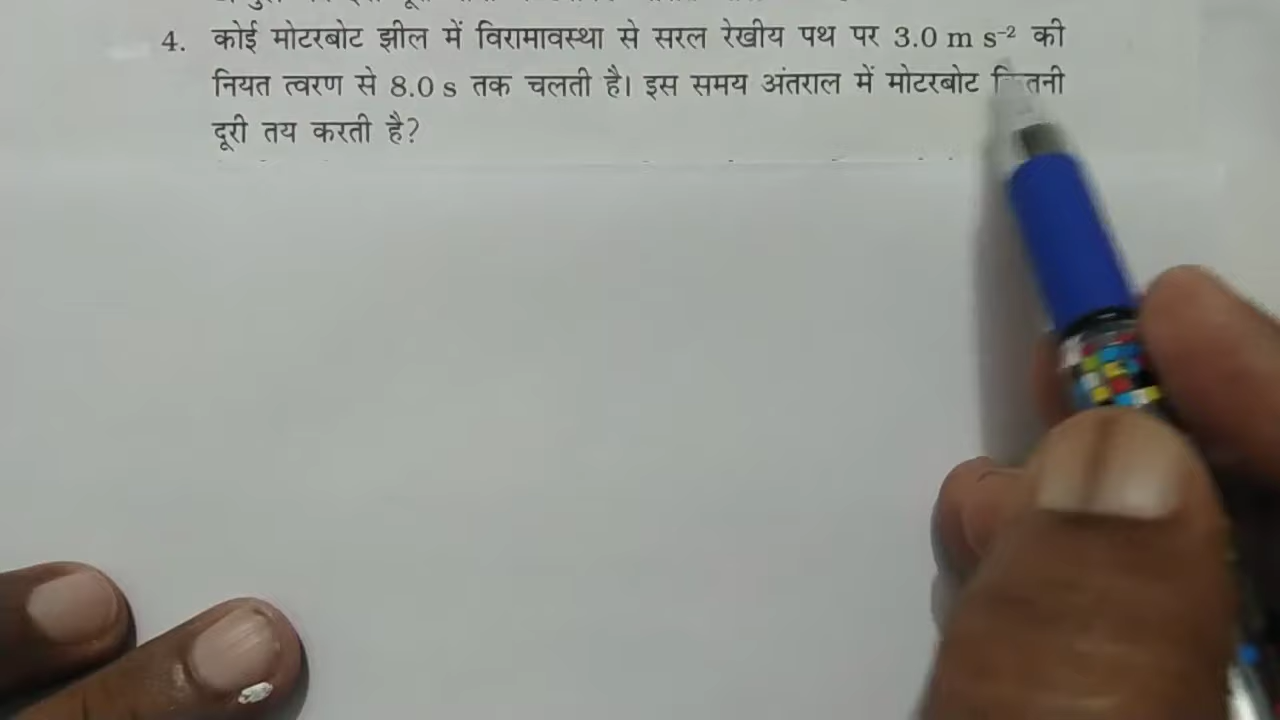 4. कोई मोटरबोट झील में विरामावस्था से सरल रेखीय पथ पर 3.0 m s⁻² की
नियत त्वरण से 8.0 s तक चलती है। इस समय अंतराल में मोटरबोट
दूरी तय करती है?